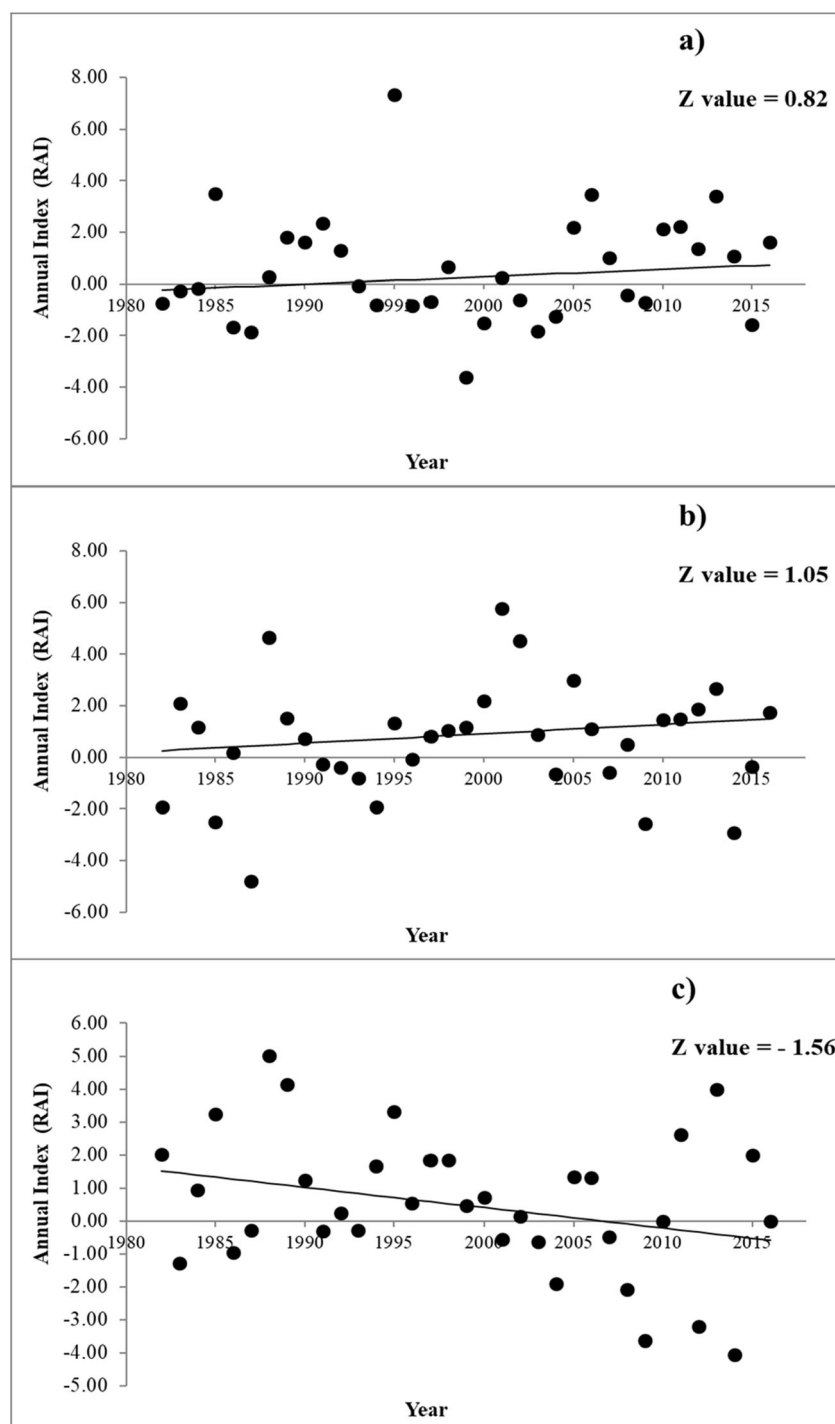 a)
Z value = 0.82
Annual Index (RAI)
8.00
6.00
4.00
2.00
0.00
-2.00
-4.00
-6.00
1980 1985 1990 1995 2000 2005 2010 2015
Year
b)
Z value = 1.05
Annual Index (RAI)
8.00
6.00
4.00
2.00
0.00
-2.00
-4.00
-6.00
1980 1985 1990 1995 2000 2005 2010 2015
Year
c)
Z value = - 1.56
Annual Index (RAI)
6.00
5.00
4.00
3.00
2.00
1.00
0.00
-1.00
-2.00
-3.00
-4.00
-5.00
1980 1985 1990 1995 2000 2005 2010 2015
Year